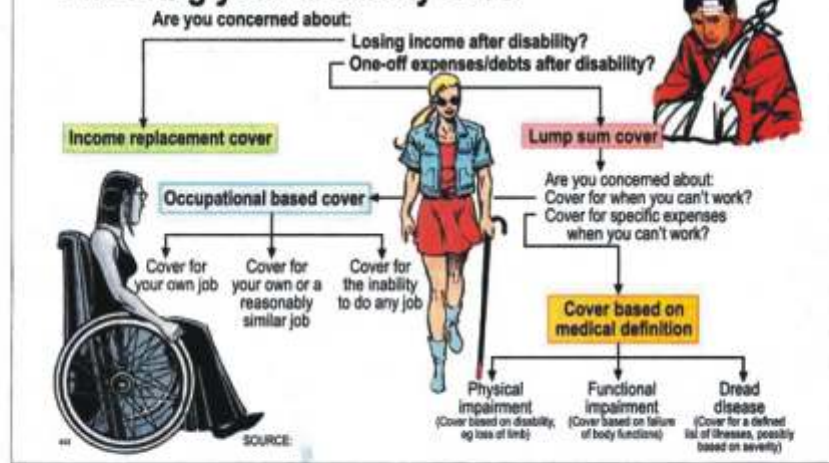 Are you concerned about:
Losing income after disability?
One-off expenses/debts after disability?
Income replacement cover
Lump sum cover
Are you concerned about:
Cover for when you can't work?
Cover for specific expenses
when you can't work?
Occupational based cover
Cover for
your own job
Cover for
your own or a
reasonably
similar job
Cover for
the inability
to do any job
Cover based on
medical definition
Physical
impairment
(Cover based on disability,
eg loss of limb)
Functional
impairment
(Cover based on failure
of body functions)
Dread
disease
(Cover for a defined
list of illnesses, possibly
based on severity)
SOURCE: